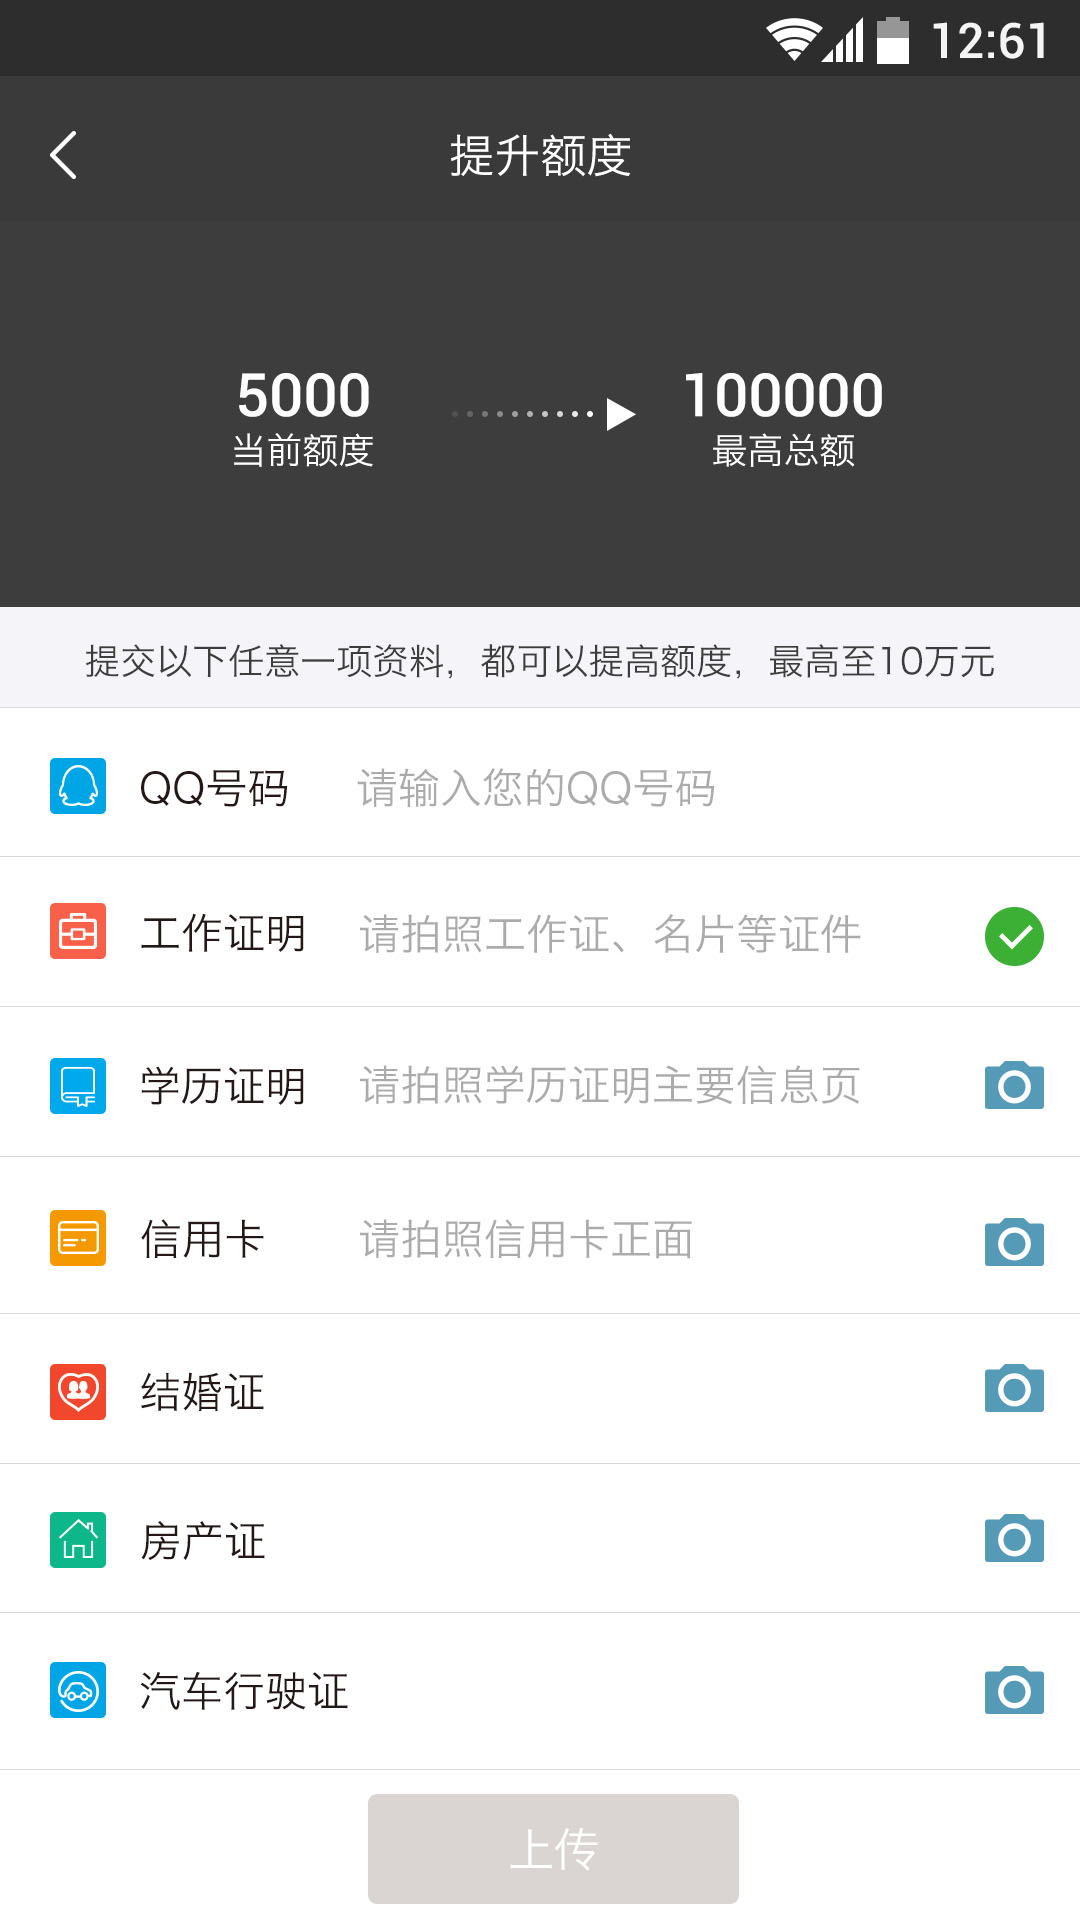 12:61
提升额度
5000 100000
当前额度 最高总额
提交以下任意一项资料，都可以提高额度，最高至10万元
QQ号码 请输入您的QQ号码
工作证明 请拍照工作证、名片等证件
学历证明 请拍照学历证明主要信息页
信用卡 请拍照信用卡正面
结婚证
房产证
汽车行驶证
上传